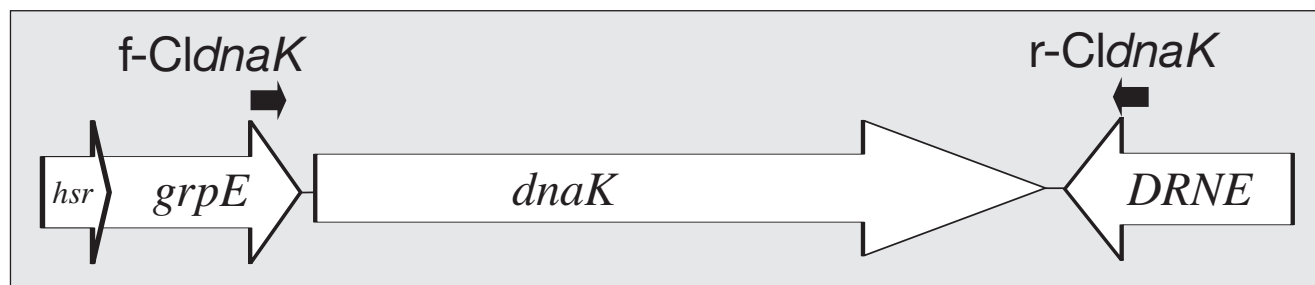 f-CldnaK
r-CldnaK
hsr
grpE
dnaK
DRNE